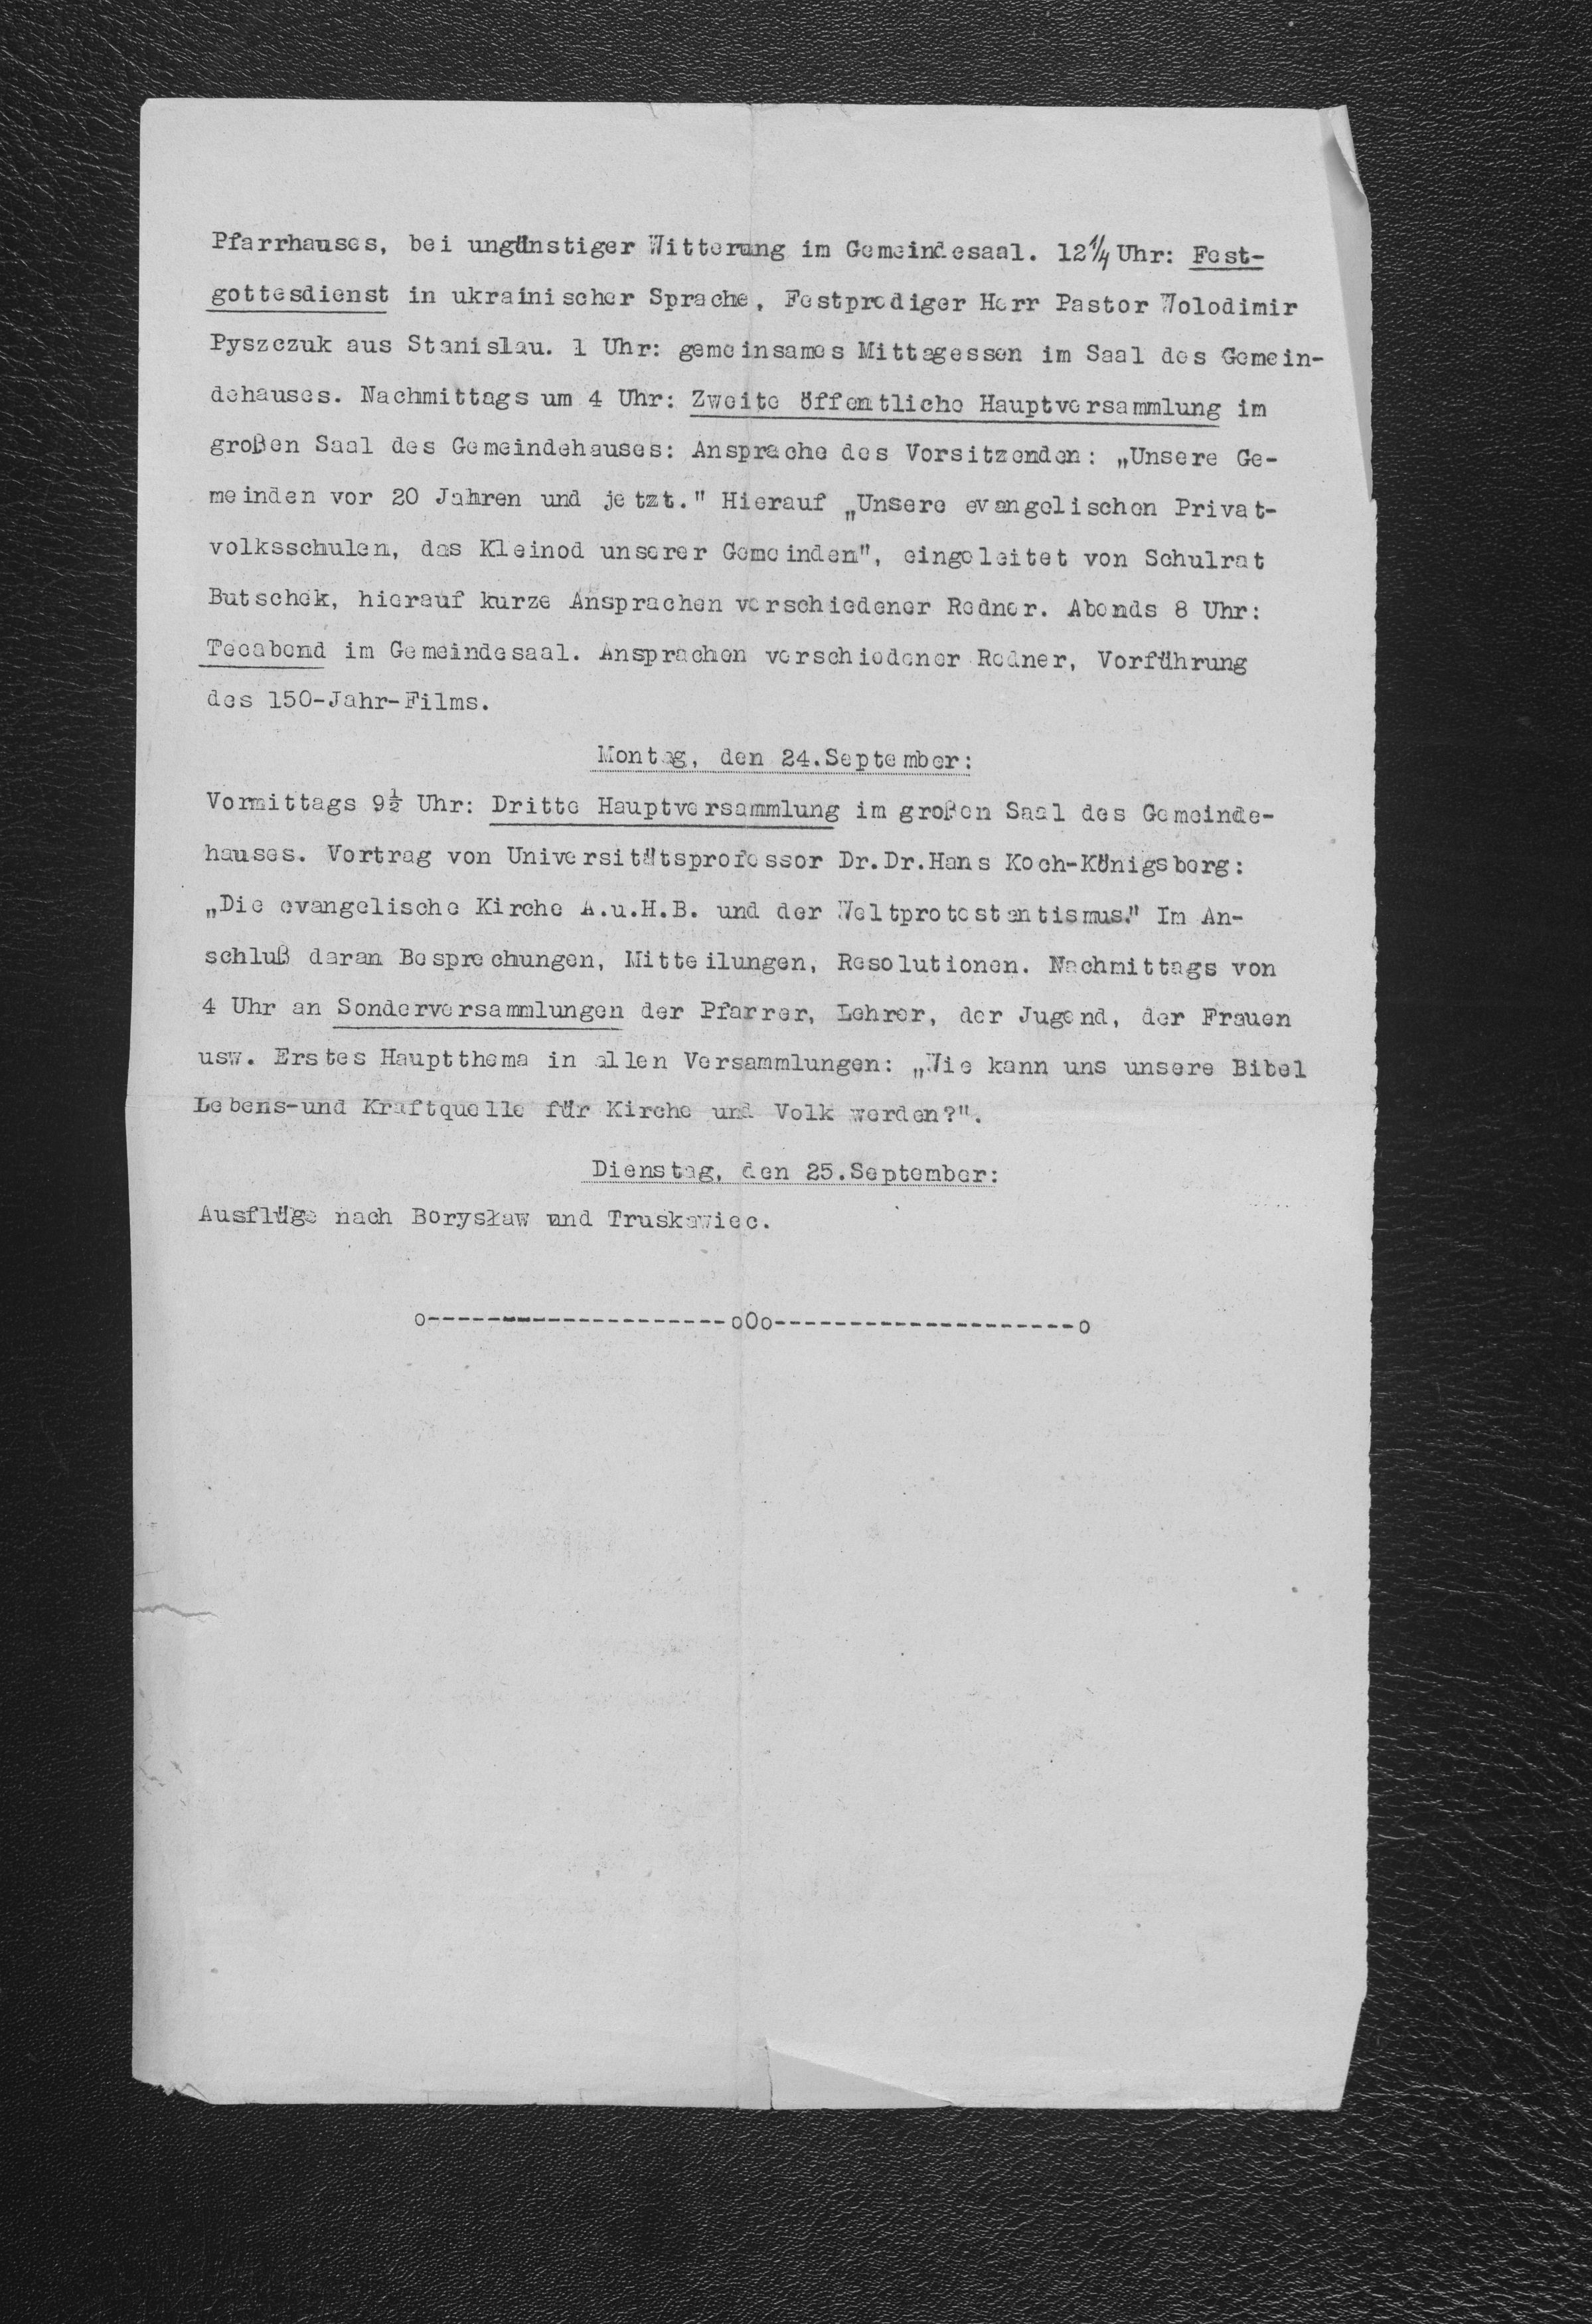 Pfarrhauses, bei ungünstiger Witterung im Gemeindesaal. 12 1/4 Uhr: Fest-
gottesdienst in ukrainischer Sprache, Festprediger Herr Pastor Wolodimir
Pyszczuk aus Stanislau. 1 Uhr: gemeinsames Mittagessen im Saal des Gemein-
dehauses. Nachmittags um 4 Uhr: Zweite öffentliche Hauptversammlung im
großen Saal des Gemeindehauses: Ansprache des Vorsitzenden: „Unsere Ge-
meinden vor 20 Jahren und jetzt." Hierauf „Unsere evangelischen Privat-
volksschulen, das Kleinod unserer Gemeinden", eingeleitet von Schulrat
Butschek, hierauf kurze Ansprachen verschiedener Redner. Abends 8 Uhr:
Teeabend im Gemeindesaal. Ansprachen verschiedener Redner, Vorführung
des 150-Jahr-Films.
Montag, den 24.September:
Vormittags 9½ Uhr: Dritte Hauptversammlung im großen Saal des Gemeinde-
hauses. Vortrag von Universitätsprofessor Dr.Dr.Hans Koch-Königsberg:
„Die evangelische Kirche A.u.H.B. und der Weltprotestantismus." Im An-
schluß daran Besprechungen, Mitteilungen, Resolutionen. Nachmittags von
4 Uhr an Sonderversammlungen der Pfarrer, Lehrer, der Jugend, der Frauen
usw. Erstes Hauptthema in allen Versammlungen: „Wie kann uns unsere Bibel
Lebens-und Kraftquelle für Kirche und Volk werden?".
Dienstag, den 25.September:
Ausflüge nach Borysław und Truskawiec.
o---------------------oOo---------------------o